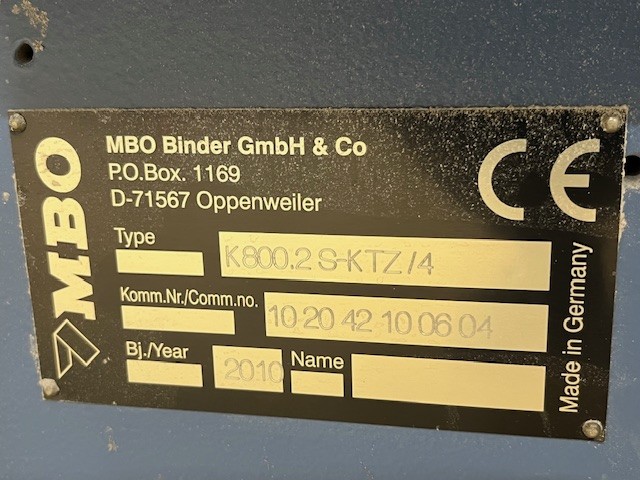 MBO
MBO Binder GmbH & Co
P.O.Box. 1169
D-71567 Oppenweiler
Type
K800.2 S-KTZ/4
Komm.Nr./Comm.no.
10 20 42 10 06 04
Bj./Year
2010
Name
CE
Made in Germany